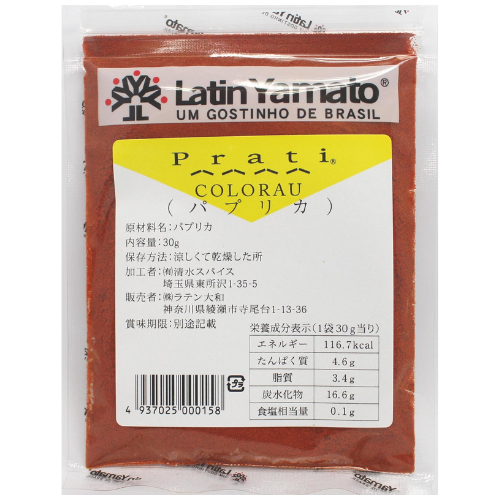 Latin Yamato®
UM GOSTINHO DE BRASIL
Prati®
COLORAU
(パプリカ)
原材料名:パプリカ
内容量:30g
保存方法:涼しくて乾燥した所
加工者:㈲清水スパイス
埼玉県東所沢1-35-5
販売者:㈱ラテン大和
神奈川県綾瀬市寺尾台1-13-36
賞味期限:別途記載
栄養成分表示(1袋30g当り)
エネルギー 116.7kcal
たんぱく質 4.6g
脂質 3.4g
炭水化物 16.6g
食塩相当量 0.1g
プラ
4 937025 000158